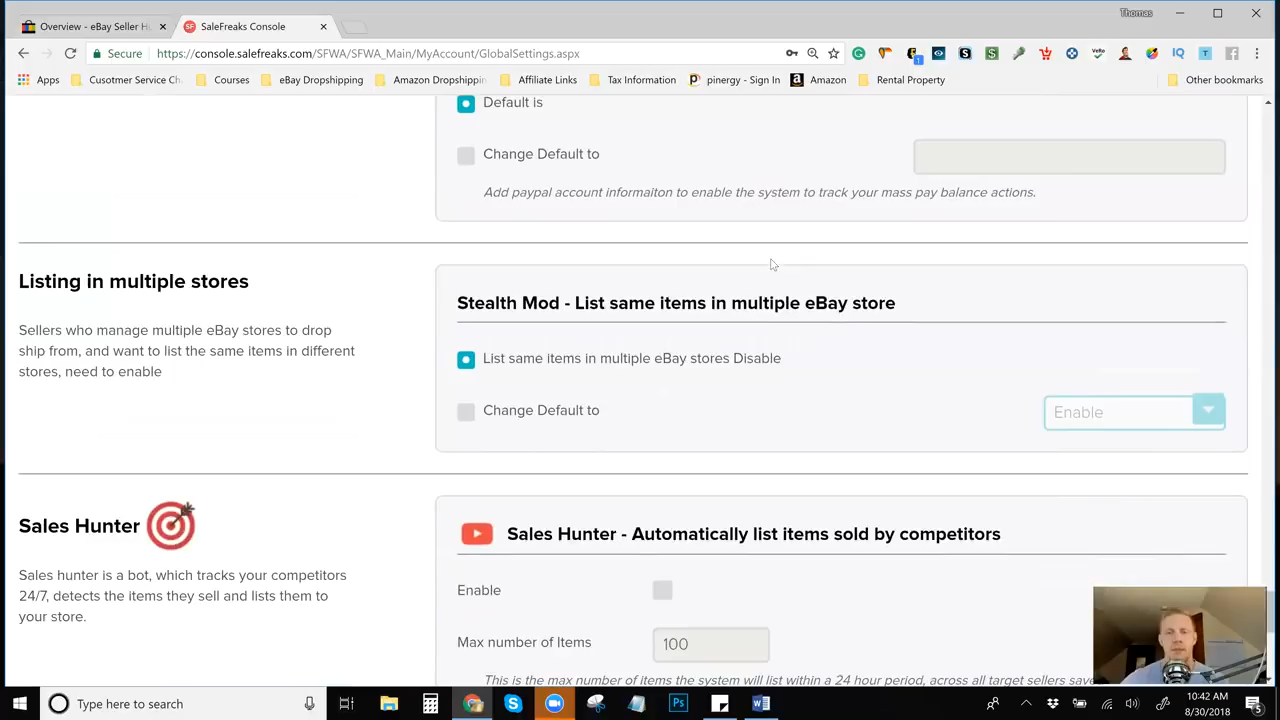 Overview - eBay Seller Hu
SaleFreaks Console
Thomas
Secure
https://console.salefreaks.com/SFWA/SFWA_Main/MyAccount/GlobalSettings.aspx
Apps
Cusotmer Service Ch
Courses
eBay Dropshipping
Amazon Dropshippin
Affiliate Links
Tax Information
pinergy - Sign In
Amazon
Rental Property
Other bookmarks
Default is
Change Default to
Add paypal account informaiton to enable the system to track your mass pay balance actions.
Listing in multiple stores
Sellers who manage multiple eBay stores to drop
ship from, and want to list the same items in different
stores, need to enable
Stealth Mod - List same items in multiple eBay store
List same items in multiple eBay stores Disable
Change Default to
Enable
Sales Hunter
Sales hunter is a bot, which tracks your competitors
24/7, detects the items they sell and lists them to
your store.
Sales Hunter - Automatically list items sold by competitors
Enable
Max number of Items
100
This is the max number of items the system will list within a 24 hour period, across all target sellers save
Type here to search
10:42 AM
8/30/2018